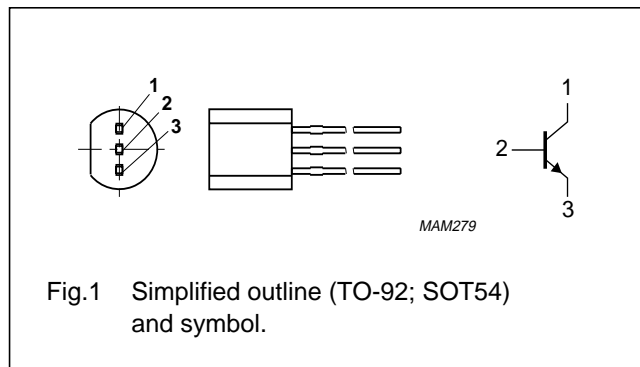 1
2
3
1
2
3
MAM279
Fig.1 Simplified outline (TO-92; SOT54)
and symbol.